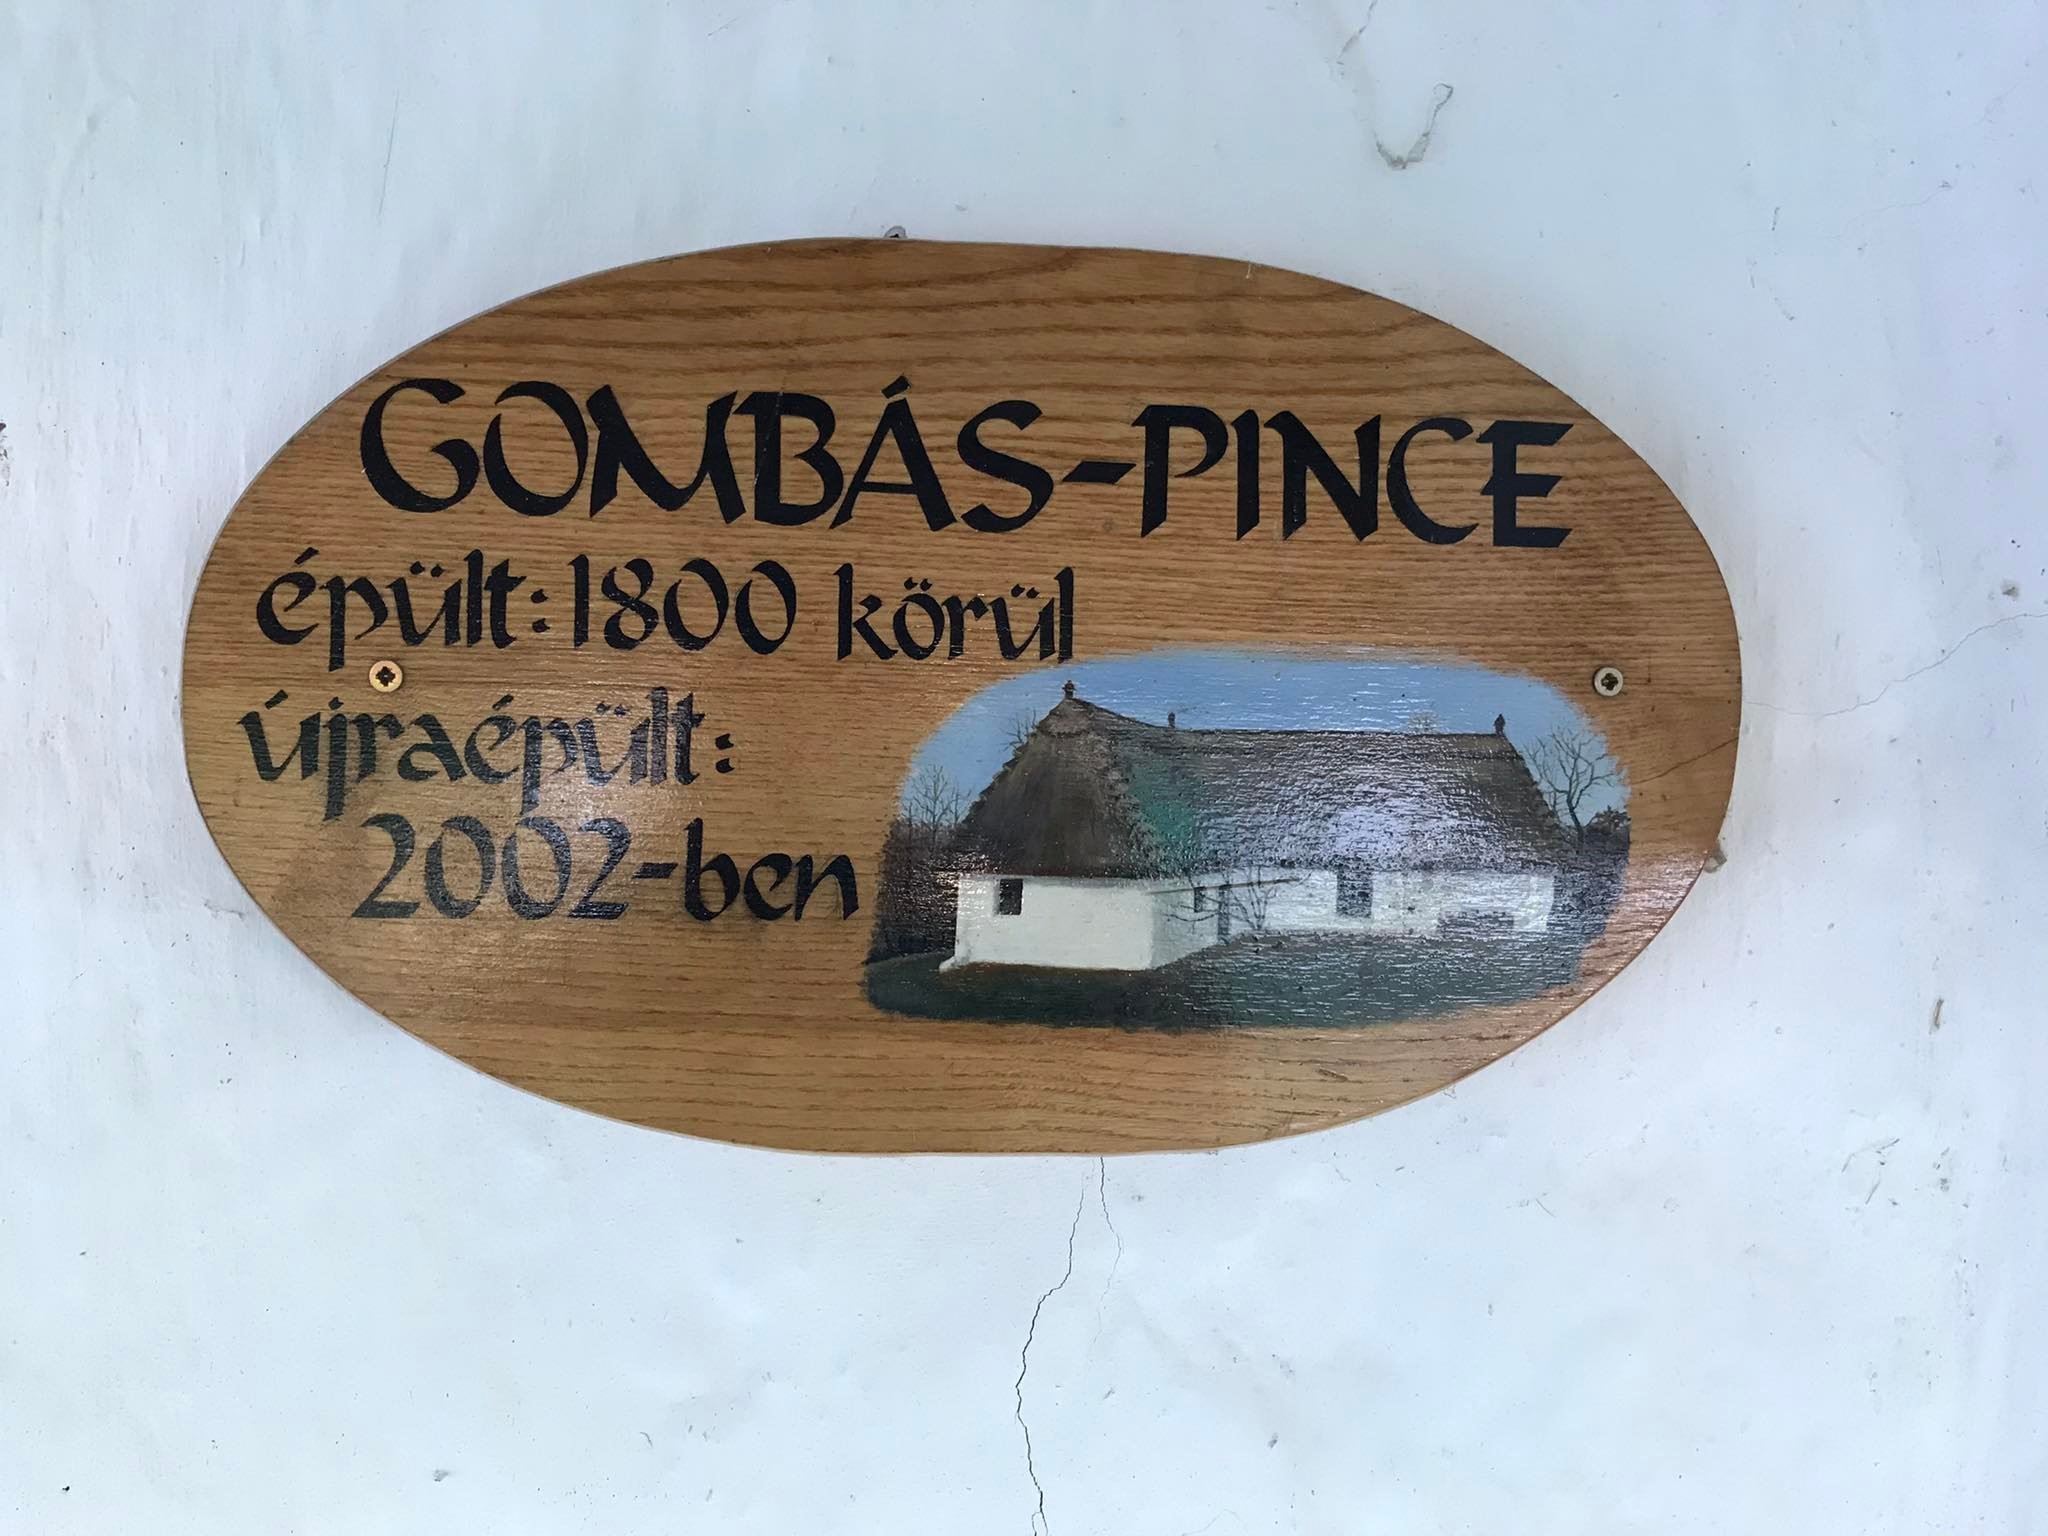 GOMBÁS-PINCE
épült: 1800 körül
újraépült:
2002-ben